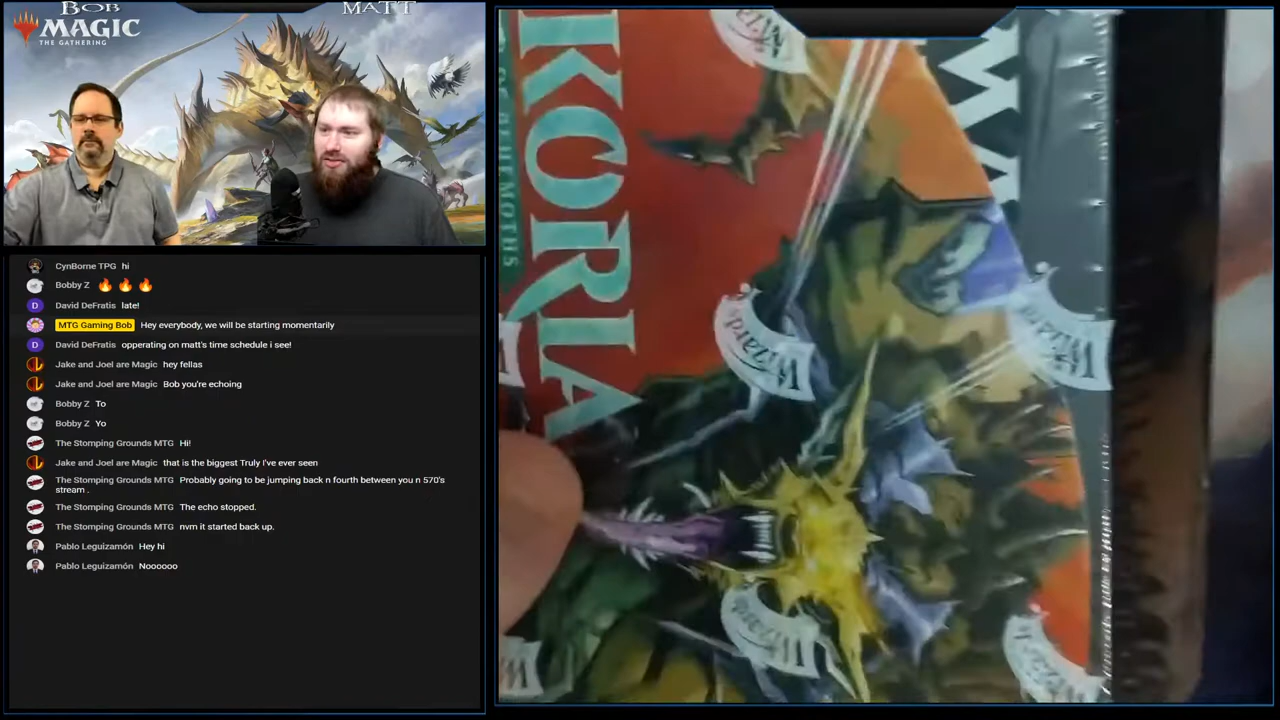 BOB
MATT
MAGIC
THE GATHERING
CynBorne TPG hi
Bobby Z 🔥 🔥 🔥
David DeFratis late!
MTG Gaming Bob Hey everybody, we will be starting momentarily
David DeFratis opperating on matt's time schedule i see!
Jake and Joel are Magic hey fellas
Jake and Joel are Magic Bob you're echoing
Bobby Z To
Bobby Z Yo
The Stomping Grounds MTG Hi!
Jake and Joel are Magic that is the biggest Truly I've ever seen
The Stomping Grounds MTG Probably going to be jumping back n fourth between you n 570's
stream .
The Stomping Grounds MTG The echo stopped.
The Stomping Grounds MTG nvm it started back up.
Pablo Leguizamón Hey hi
Pablo Leguizamón Noooooo
KORIA
BEHEMOTHS
Wizards
Wizards